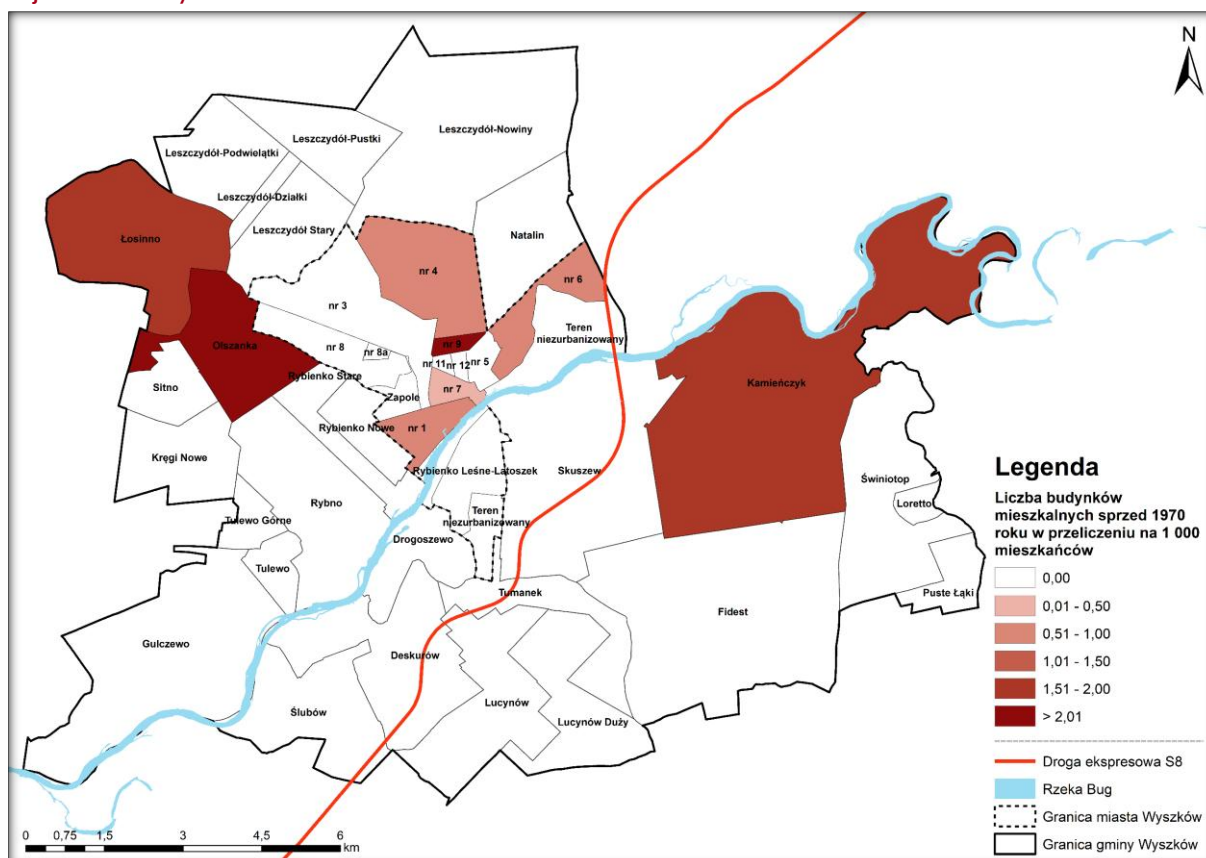 N
Leszczydół-Nowiny
Leszczydół-Pustki
Leszczydół-Podwielątki
Leszczydół-Działki
Leszczydół Stary
Natalin
Łosinno
nr 4
nr 6
nr 3
Teren
niezurbanizowany
Olszanka
nr 9
nr 8
nr 8a
nr 11
nr 12
nr 5
Rybienko Stare
Sitno
Zapole
nr 7
Kamieńczyk
Rybienko Nowe
nr 1
Kręgi Nowe
Rybienko Leśne-Latoszek
Skuszew
Świniotop
Loretto
Rybno
Tulewo Górne
Teren
niezurbanizowany
Drogoszewo
Tulewo
Tumanek
Puste Łąki
Fidest
Gulczewo
Deskurów
Ślubów
Lucynów
Lucynów Duży
Legenda
Liczba budynków
mieszkalnych sprzed 1970
roku w przeliczeniu na 1 000
mieszkańców
0,00
0,01 - 0,50
0,51 - 1,00
1,01 - 1,50
1,51 - 2,00
> 2,01
Droga ekspresowa S8
Rzeka Bug
Granica miasta Wyszków
Granica gminy Wyszków
0 0,75 1,5 3 4,5 6
km